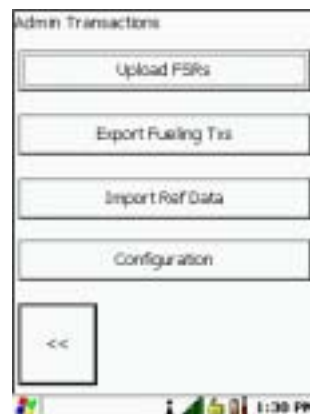 Admin Transactions
Upload FSRs
Export Fueling Txs
Import Ref Data
Configuration
<<
1:30 PM